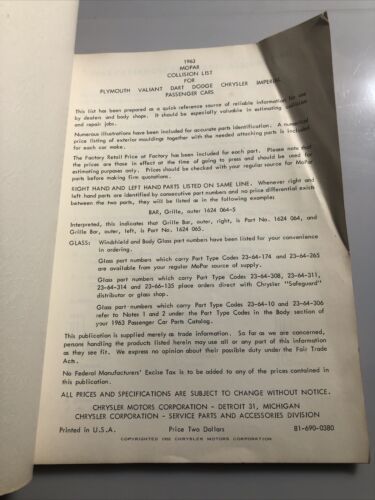 1963
MOPAR
COLLISION LIST
FOR
PLYMOUTH VALIANT DART DODGE CHRYSLER IMPERIAL
PASSENGER CARS
This list has been prepared as a quick reference source of reliable information for use
by dealers and body shops. It should be especially valuable in estimating collision
and repair jobs.
Numerous illustrations have been included for accurate parts identification. A numerical
price listing of exterior mouldings together with the needed attaching parts is included
for each car make.
The Factory Retail Price at Factory has been included for each part. Please note that
the prices are those in effect at the time of going to press and should be used for
estimating purposes only. Prices should be checked with your regular source for MoPar
parts before making firm quotations.
RIGHT HAND AND LEFT HAND PARTS LISTED ON SAME LINE. Whenever right and
left hand parts are identified by consecutive part numbers and no price differential exists
between the two parts, they will be listed as in the following examples.
BAR, Grille, outer 1624 064-5
Interpreted, this indicates that Grille Bar, outer, right, is Part No. 1624 064, and
Grille Bar, outer, left, is Part No. 1624 065.
GLASS: Windshield and Body Glass part numbers have been listed for your convenience
in ordering.
Glass part numbers which carry Part Type Codes 23-64-174 and 23-64-265
are available from your regular MoPar source of supply.
Glass part numbers which carry Part Type Codes 23-64-308, 23-64-311,
23-64-314 and 23-66-135 place orders direct with Chrysler "Safeguard"
distributor or glass shop.
Glass part numbers which carry Part Type Codes 23-64-10 and 23-64-306
refer to Notes 1 and 2 under the Part Type Codes in the Body section of
your 1963 Passenger Car Parts Catalog.
This publication is supplied merely as trade information. So far as we are concerned,
persons handling the products listed herein may use all or any part of this information
as they see fit. We express no opinion about their possible duty under the Fair Trade
Acts.
No Federal Manufacturers' Excise Tax is to be added to any of the prices contained in
this publication.
ALL PRICES AND SPECIFICATIONS ARE SUBJECT TO CHANGE WITHOUT NOTICE.
CHRYSLER MOTORS CORPORATION - DETROIT 31, MICHIGAN
CHRYSLER CORPORATION - SERVICE PARTS AND ACCESSORIES DIVISION
Printed in U.S.A. Price Two Dollars 81-690-0380
COPYRIGHTED 1962 CHRYSLER MOTORS CORPORATION